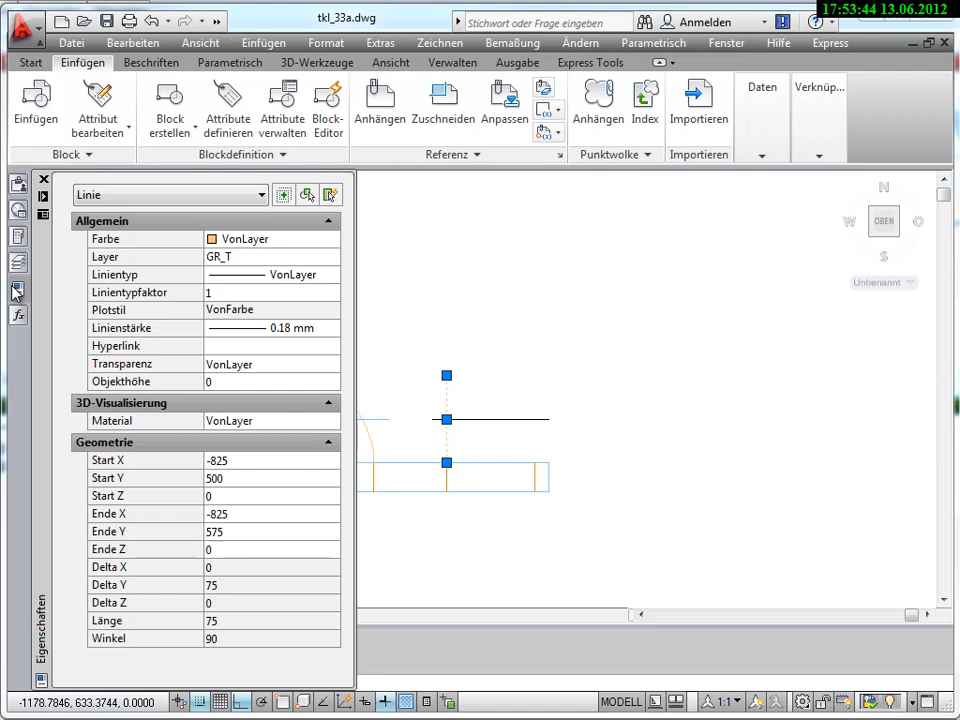 17:53:44 13.06.2012
tkl_33a.dwg
Stichwort oder Frage eingeben
Anmelden
Datei Bearbeiten Ansicht Einfügen Format Extras Zeichnen Bemaßung Ändern Parametrisch Fenster Hilfe Express
Start Einfügen Beschriften Parametrisch 3D-Werkzeuge Ansicht Verwalten Ausgabe Express Tools
Einfügen Attribut bearbeiten Block erstellen Attribute definieren Attribute verwalten Block-Editor Anhängen Zuschneiden Anpassen Anhängen Index Importieren Daten Verknüp...
Block Blockdefinition Referenz Punktwolke Importieren
Linie
Allgemein
Farbe VonLayer
Layer GR_T
Linientyp VonLayer
Linientypfaktor 1
Plotstil VonFarbe
Linienstärke 0.18 mm
Hyperlink
Transparenz VonLayer
Objekthöhe 0
3D-Visualisierung
Material VonLayer
Geometrie
Start X -825
Start Y 500
Start Z 0
Ende X -825
Ende Y 575
Ende Z 0
Delta X 0
Delta Y 75
Delta Z 0
Länge 75
Winkel 90
Eigenschaften
N
W OBEN O
S
Unbenannt
-1178.7846, 633.3744, 0.0000 MODELL 1:1